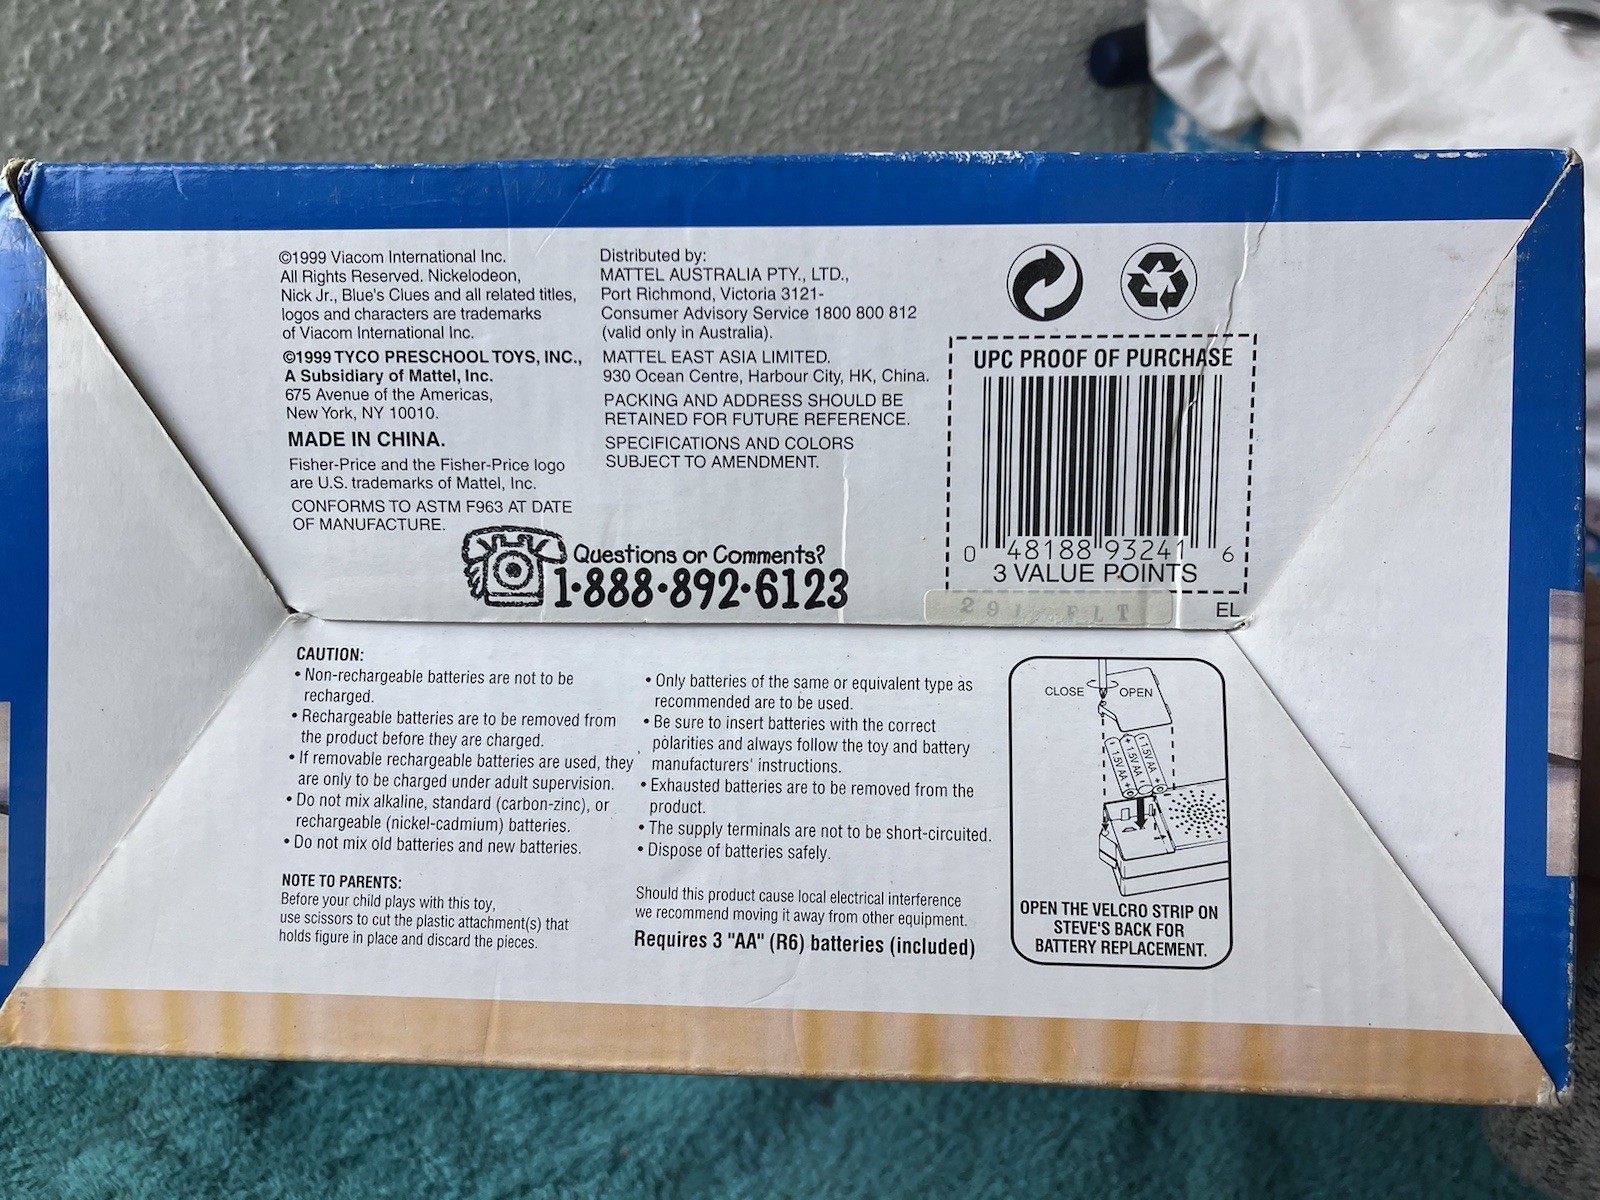 ©1999 Viacom International Inc.
All Rights Reserved. Nickelodeon,
Nick Jr., Blue's Clues and all related titles,
logos and characters are trademarks
of Viacom International Inc.
©1999 TYCO PRESCHOOL TOYS, INC.,
A Subsidiary of Mattel, Inc.
675 Avenue of the Americas,
New York, NY 10010.
MADE IN CHINA.
Fisher-Price and the Fisher-Price logo
are U.S. trademarks of Mattel, Inc.
CONFORMS TO ASTM F963 AT DATE
OF MANUFACTURE.
Distributed by:
MATTEL AUSTRALIA PTY., LTD.,
Port Richmond, Victoria 3121-
Consumer Advisory Service 1800 800 812
(valid only in Australia).
MATTEL EAST ASIA LIMITED.
930 Ocean Centre, Harbour City, HK, China.
PACKING AND ADDRESS SHOULD BE
RETAINED FOR FUTURE REFERENCE.
SPECIFICATIONS AND COLORS
SUBJECT TO AMENDMENT.
Questions or Comments?
1-888-892-6123
UPC PROOF OF PURCHASE
0 48188 93241 6
3 VALUE POINTS
EL
CAUTION:
• Non-rechargeable batteries are not to be
recharged.
• Rechargeable batteries are to be removed from
the product before they are charged.
• If removable rechargeable batteries are used, they
are only to be charged under adult supervision.
• Do not mix alkaline, standard (carbon-zinc), or
rechargeable (nickel-cadmium) batteries.
• Do not mix old batteries and new batteries.
NOTE TO PARENTS:
Before your child plays with this toy,
use scissors to cut the plastic attachment(s) that
holds figure in place and discard the pieces.
• Only batteries of the same or equivalent type as
recommended are to be used.
• Be sure to insert batteries with the correct
polarities and always follow the toy and battery
manufacturers' instructions.
• Exhausted batteries are to be removed from the
product.
• The supply terminals are not to be short-circuited.
• Dispose of batteries safely.
Should this product cause local electrical interference
we recommend moving it away from other equipment.
Requires 3 "AA" (R6) batteries (included)
CLOSE OPEN
1.5V AA
1.5V AA
1.5V AA
OPEN THE VELCRO STRIP ON
STEVE'S BACK FOR
BATTERY REPLACEMENT.